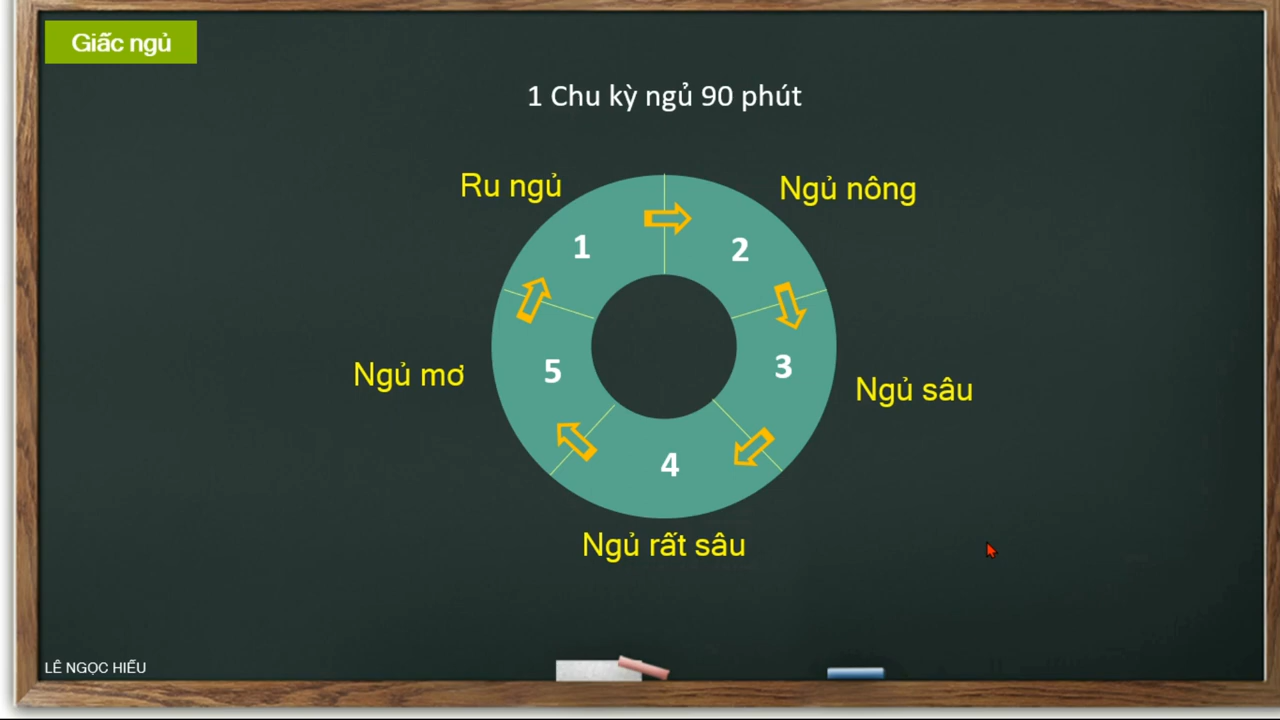 Giấc ngủ
1 Chu kỳ ngủ 90 phút
Ru ngủ
Ngủ nông
1
2
3
5
Ngủ mơ
Ngủ sâu
4
Ngủ rất sâu
LÊ NGỌC HIẾU